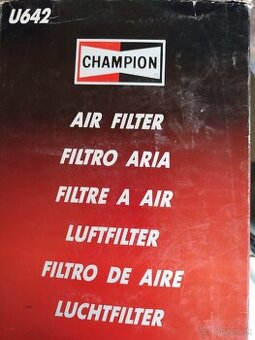 U642
CHAMPION
AIR FILTER
FILTRO ARIA
FILTRE A AIR
LUFTFILTER
FILTRO DE AIRE
LUCHTFILTER